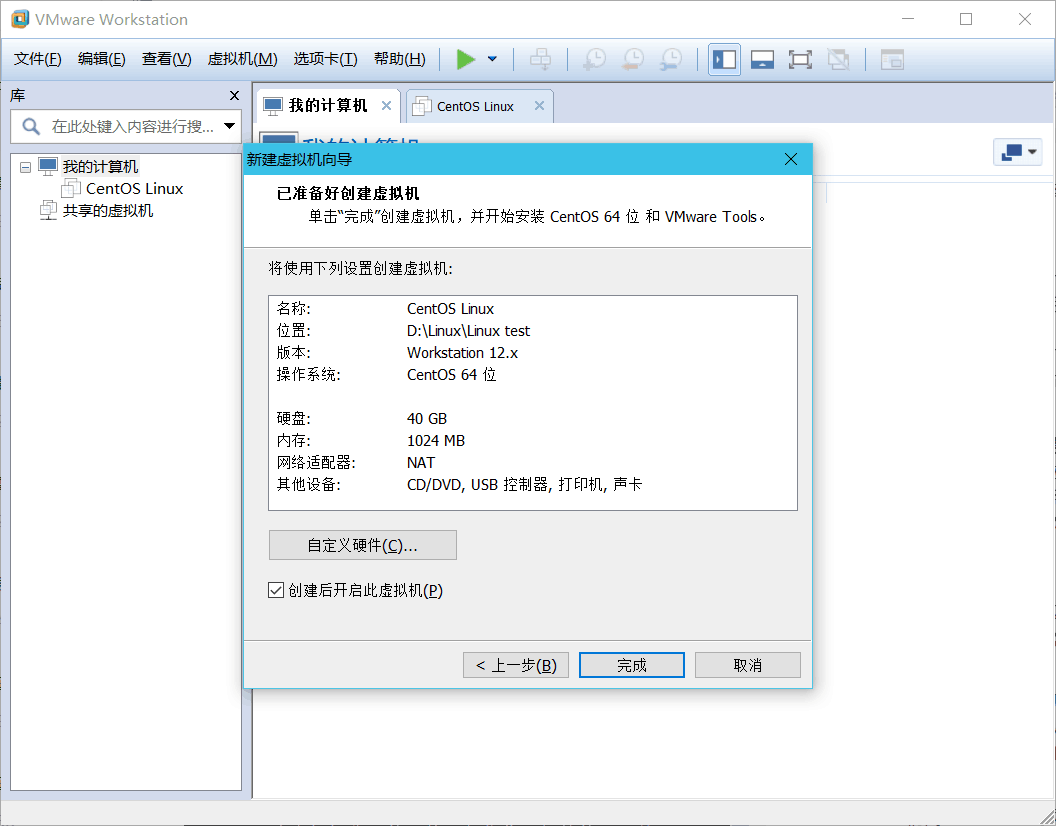 VMware Workstation
文件(F) 编辑(E) 查看(V) 虚拟机(M) 选项卡(T) 帮助(H)
库
在此处键入内容进行搜...
我的计算机
CentOS Linux
共享的虚拟机
我的计算机 CentOS Linux
我的计算机
新建虚拟机向导
已准备好创建虚拟机
单击“完成”创建虚拟机，并开始安装 CentOS 64 位 和 VMware Tools。
将使用下列设置创建虚拟机:
名称: CentOS Linux
位置: D:\Linux\Linux test
版本: Workstation 12.x
操作系统: CentOS 64 位
硬盘: 40 GB
内存: 1024 MB
网络适配器: NAT
其他设备: CD/DVD, USB 控制器, 打印机, 声卡
自定义硬件(C)...
创建后开启此虚拟机(P)
< 上一步(B) 完成 取消